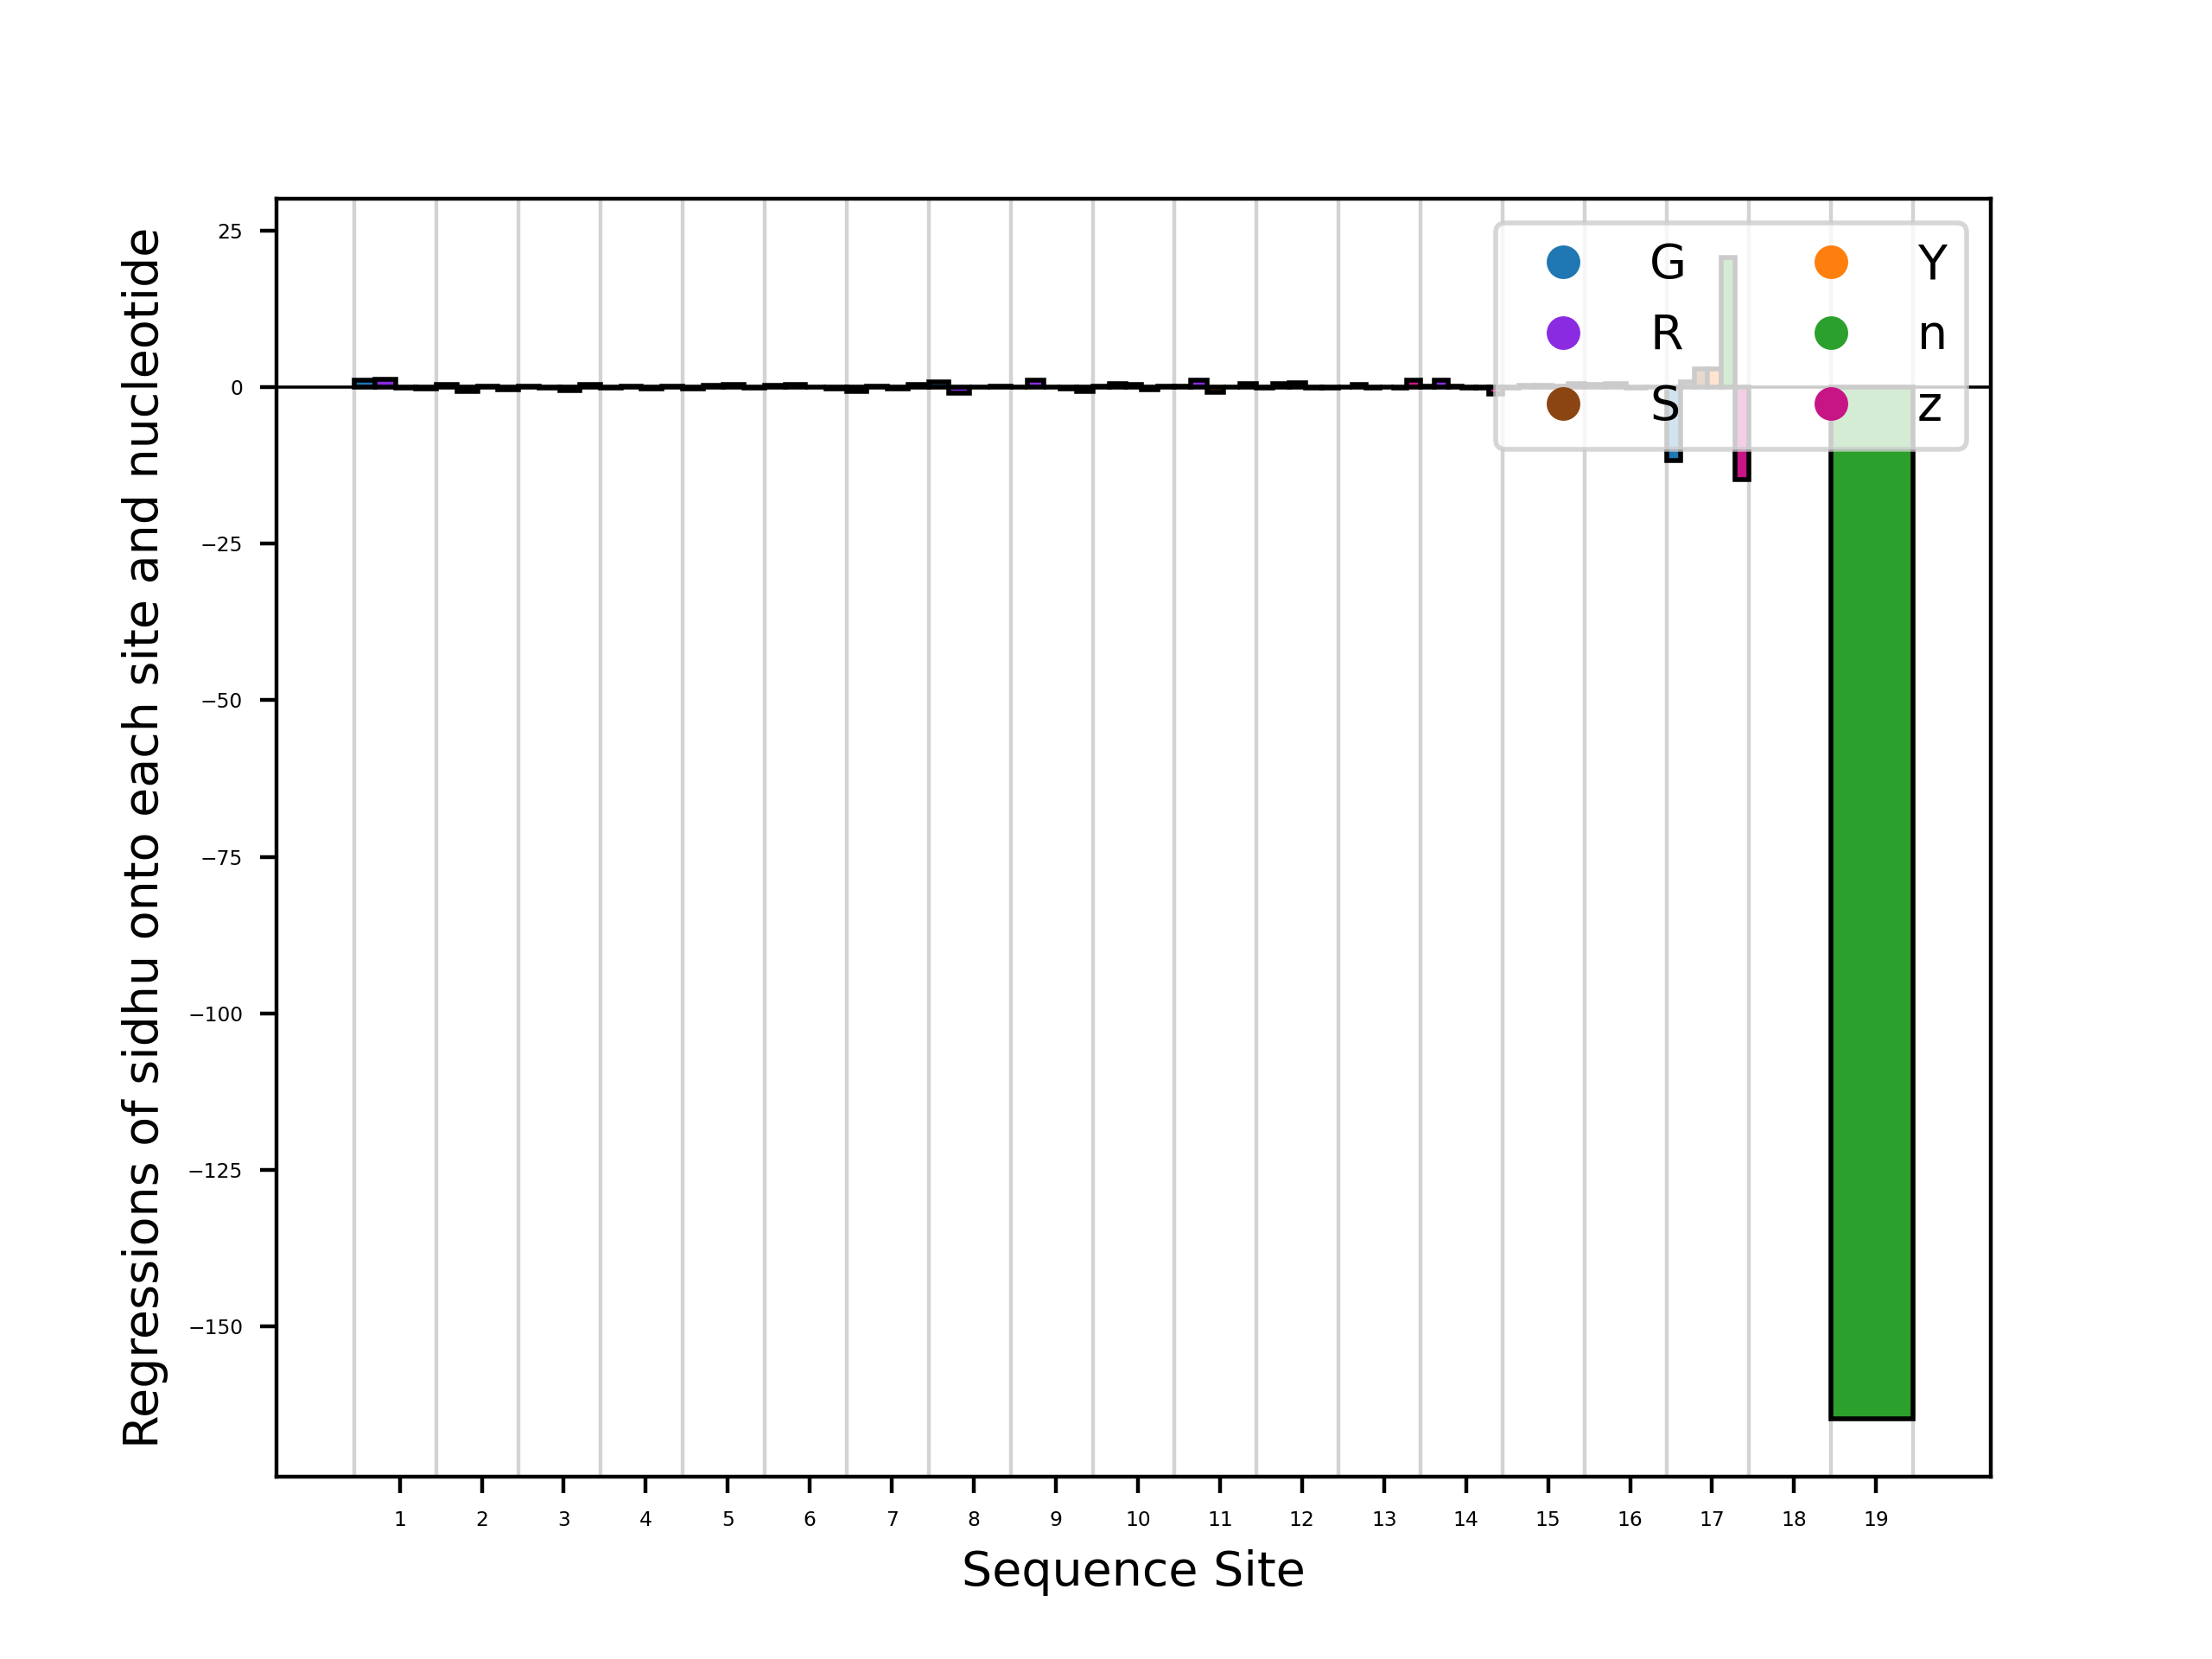 Regressions of sidhu onto each site and nucleotide
25
0
−25
−50
−75
−100
−125
−150
G
R
S
Y
n
z
1 2 3 4 5 6 7 8 9 10 11 12 13 14 15 16 17 18 19
Sequence Site